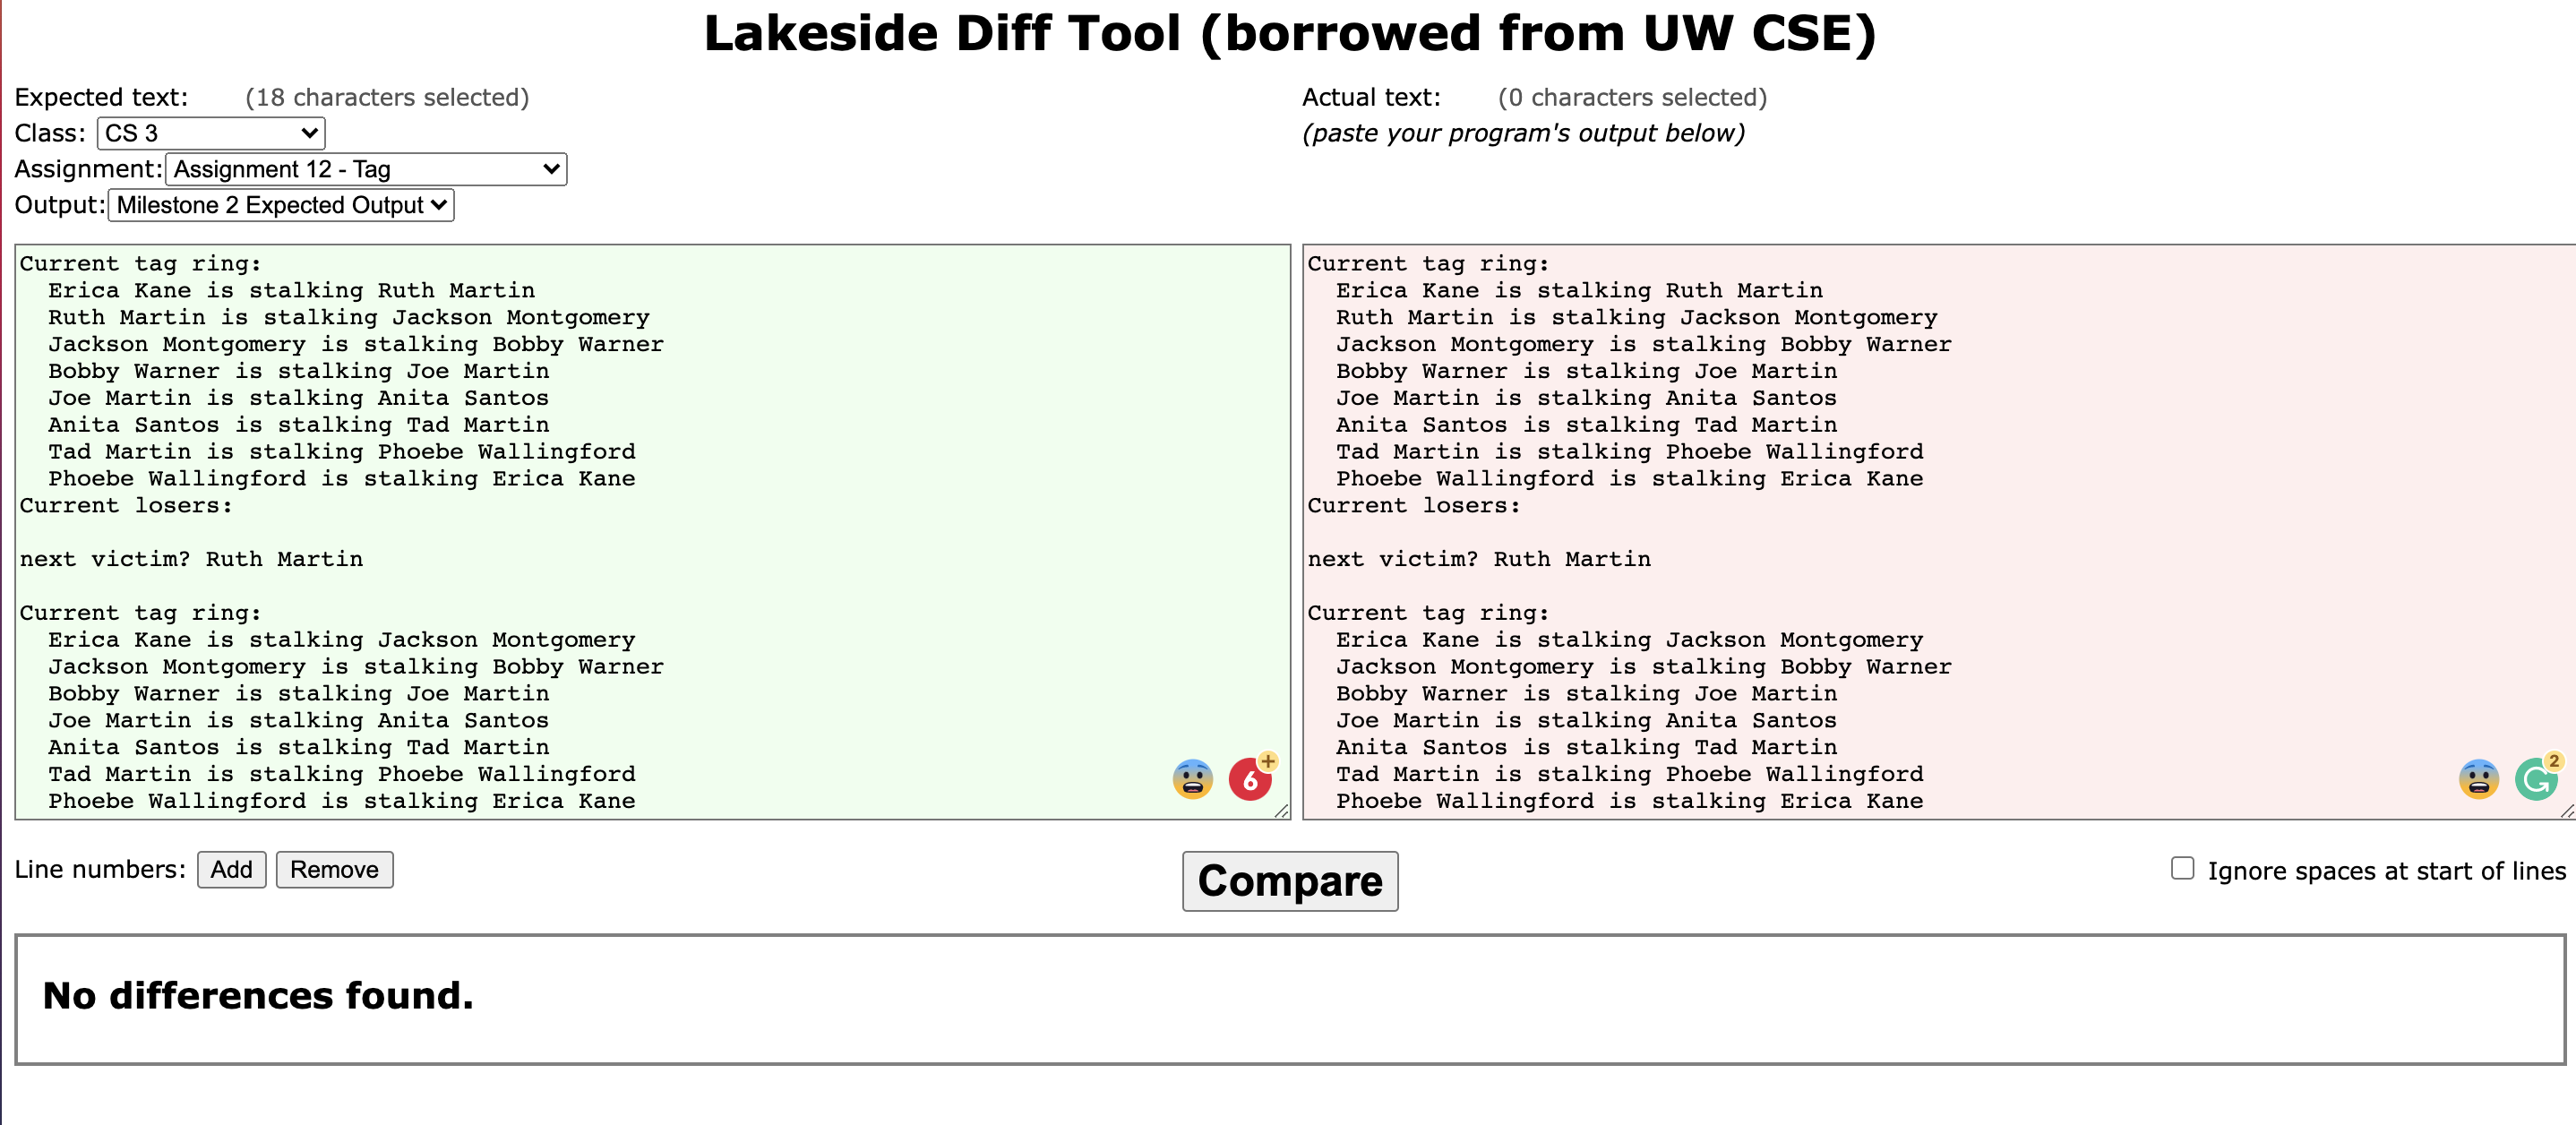 Lakeside Diff Tool (borrowed from UW CSE)
Expected text: (18 characters selected)
Class: CS 3
Assignment: Assignment 12 - Tag
Output: Milestone 2 Expected Output
Actual text: (0 characters selected)
(paste your program's output below)
Current tag ring:
  Erica Kane is stalking Ruth Martin
  Ruth Martin is stalking Jackson Montgomery
  Jackson Montgomery is stalking Bobby Warner
  Bobby Warner is stalking Joe Martin
  Joe Martin is stalking Anita Santos
  Anita Santos is stalking Tad Martin
  Tad Martin is stalking Phoebe Wallingford
  Phoebe Wallingford is stalking Erica Kane
Current losers:

next victim? Ruth Martin

Current tag ring:
  Erica Kane is stalking Jackson Montgomery
  Jackson Montgomery is stalking Bobby Warner
  Bobby Warner is stalking Joe Martin
  Joe Martin is stalking Anita Santos
  Anita Santos is stalking Tad Martin
  Tad Martin is stalking Phoebe Wallingford
  Phoebe Wallingford is stalking Erica Kane
6
+
Current tag ring:
  Erica Kane is stalking Ruth Martin
  Ruth Martin is stalking Jackson Montgomery
  Jackson Montgomery is stalking Bobby Warner
  Bobby Warner is stalking Joe Martin
  Joe Martin is stalking Anita Santos
  Anita Santos is stalking Tad Martin
  Tad Martin is stalking Phoebe Wallingford
  Phoebe Wallingford is stalking Erica Kane
Current losers:

next victim? Ruth Martin

Current tag ring:
  Erica Kane is stalking Jackson Montgomery
  Jackson Montgomery is stalking Bobby Warner
  Bobby Warner is stalking Joe Martin
  Joe Martin is stalking Anita Santos
  Anita Santos is stalking Tad Martin
  Tad Martin is stalking Phoebe Wallingford
  Phoebe Wallingford is stalking Erica Kane
G
2
Line numbers: Add Remove
Compare
Ignore spaces at start of lines
No differences found.